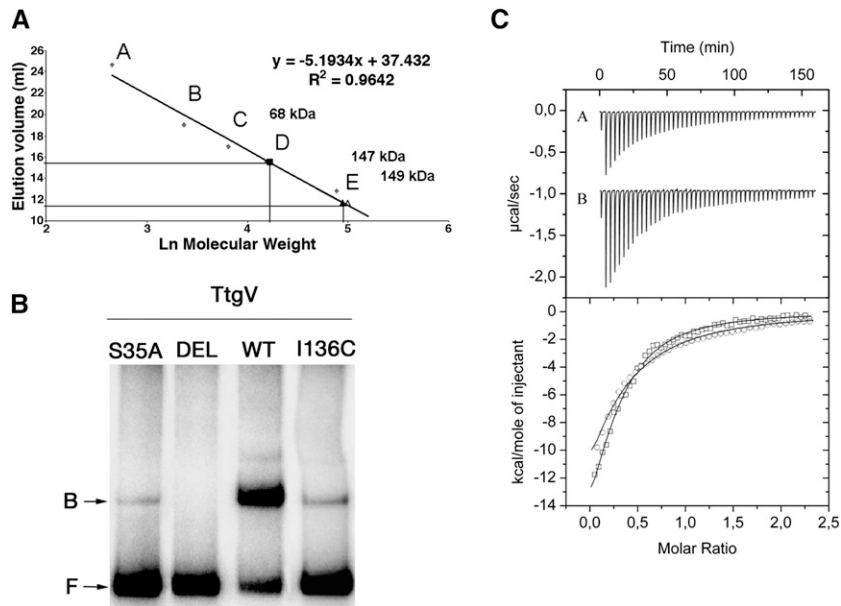 A
Elution volume (ml)
26
24
22
20
18
16
14
12
10
A
B
C
D
E
y = -5.1934x + 37.432
R² = 0.9642
68 kDa
147 kDa
149 kDa
2
3
4
5
6
Ln Molecular Weight
B
TtgV
S35A DEL WT I136C
B
F
C
Time (min)
0 50 100 150
0,0
-0,5
-1,0
-1,5
-2,0
A
B
µcal/sec
0
-2
-4
-6
-8
-10
-12
-14
kcal/mole of injectant
0,0 0,5 1,0 1,5 2,0 2,5
Molar Ratio